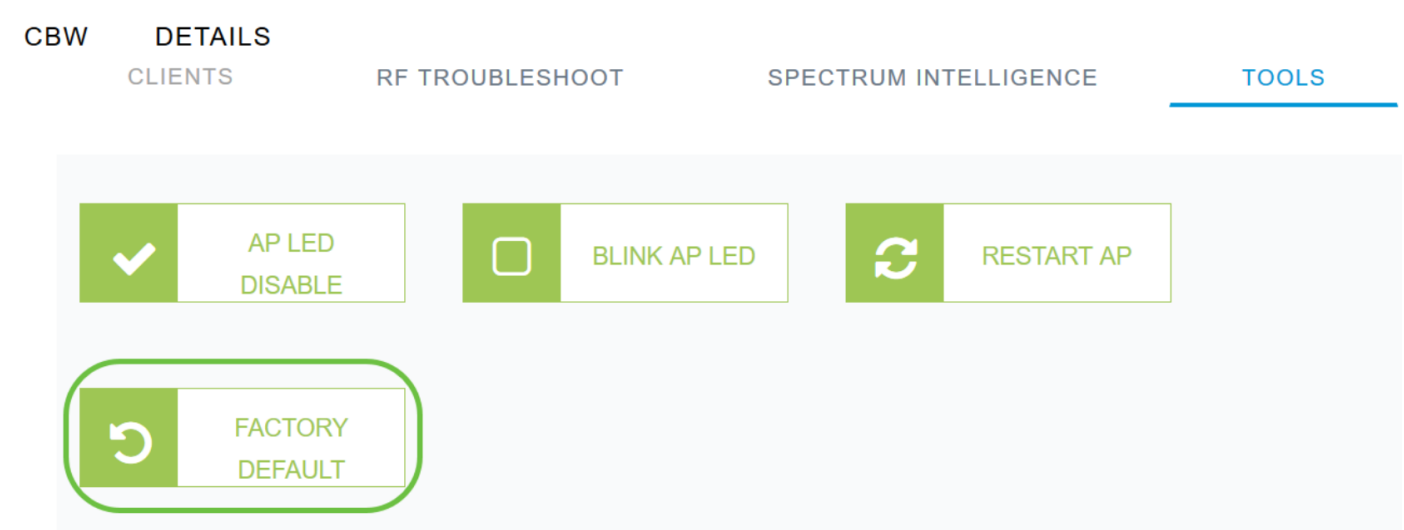 CBW DETAILS
CLIENTS RF TROUBLESHOOT SPECTRUM INTELLIGENCE TOOLS
AP LED
DISABLE
BLINK AP LED
RESTART AP
FACTORY
DEFAULT